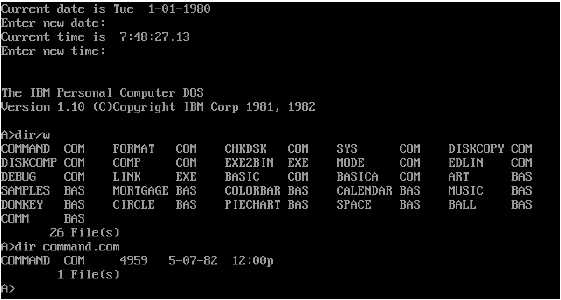 Current date is Tue  1-01-1980
Enter new date:
Current time is  7:48:27.13
Enter new time:
The IBM Personal Computer DOS
Version 1.10 (C)Copyright IBM Corp 1981, 1982
A>dir/w
COMMAND  COM    FORMAT   COM    CHKDSK   COM    SYS      COM    DISKCOPY COM
DISKCOMP COM    COMP     COM    EXE2BIN  EXE    MODE     COM    EDLIN    COM
DEBUG    COM    LINK     EXE    BASIC    COM    BASICA   COM    ART      BAS
SAMPLES  BAS    MORTGAGE BAS    COLORBAR BAS    CALENDAR BAS    MUSIC    BAS
DONKEY   BAS    CIRCLE   BAS    PIECHART BAS    SPACE    BAS    BALL     BAS
COMM     BAS
26 File(s)
A>dir command.com
COMMAND  COM     4959   5-07-82  12:00p
1 File(s)
A>